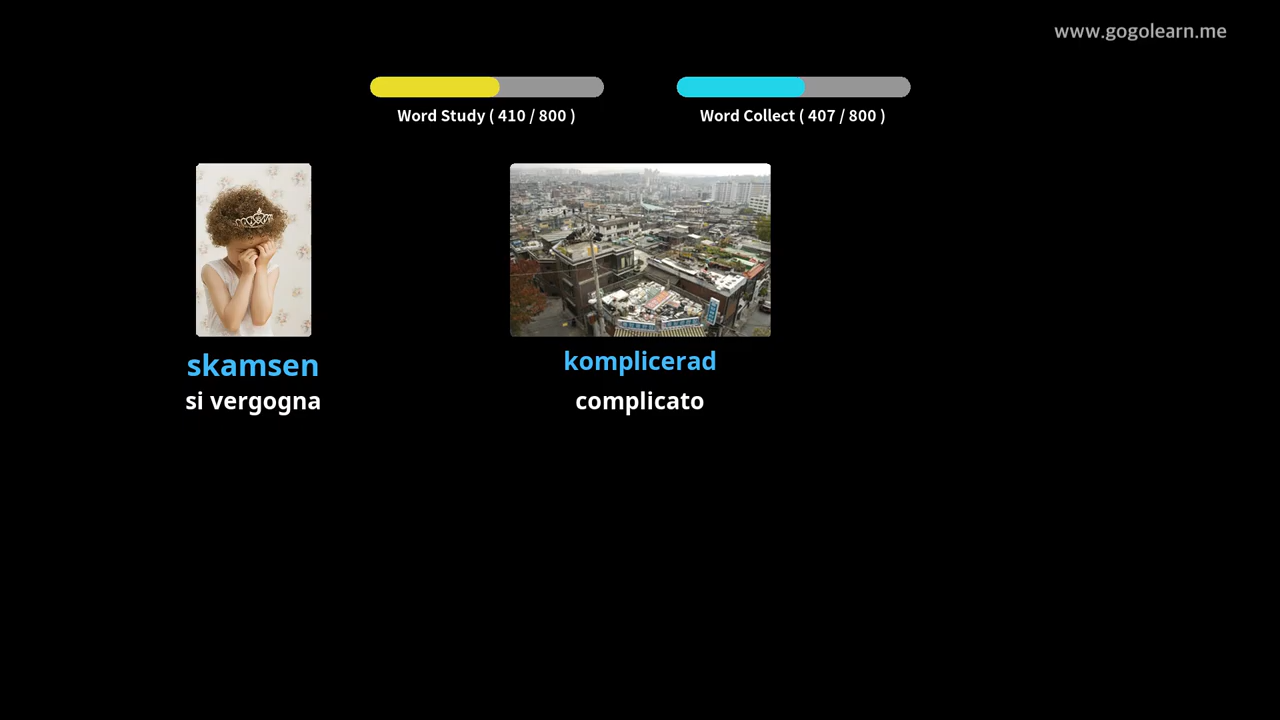 www.gogolearn.me
Word Study ( 410 / 800 )
Word Collect ( 407 / 800 )
skamsen
si vergogna
komplicerad
complicato